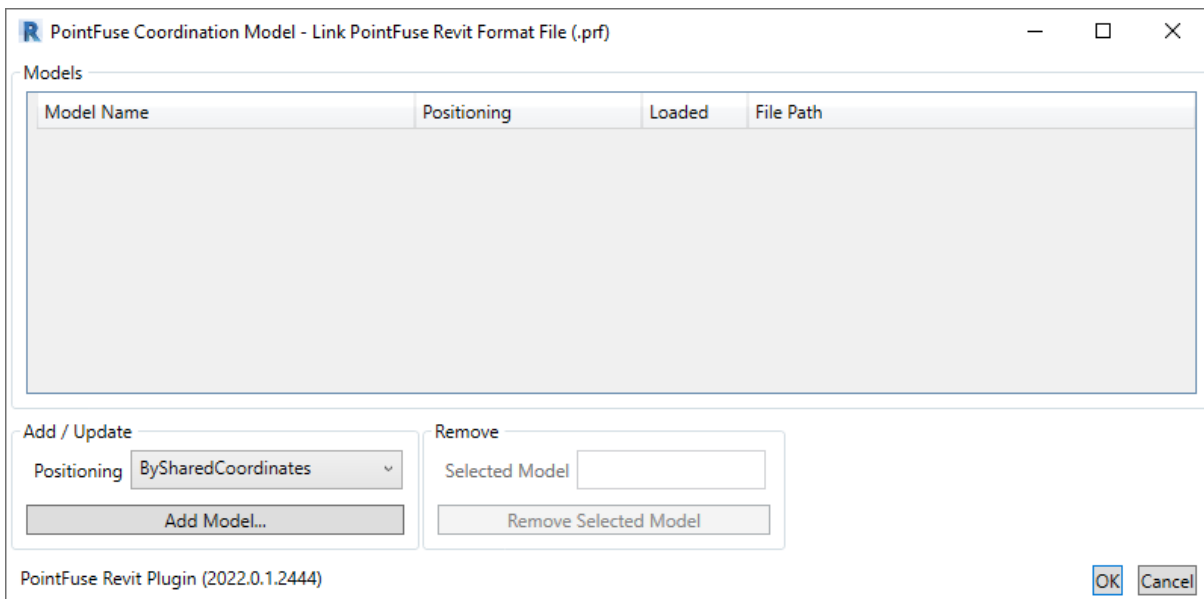 PointFuse Coordination Model - Link PointFuse Revit Format File (.prf)
Models
Model Name Positioning Loaded File Path
Add / Update
Positioning BySharedCoordinates
Add Model...
Remove
Selected Model
Remove Selected Model
PointFuse Revit Plugin (2022.0.1.2444)
OK Cancel